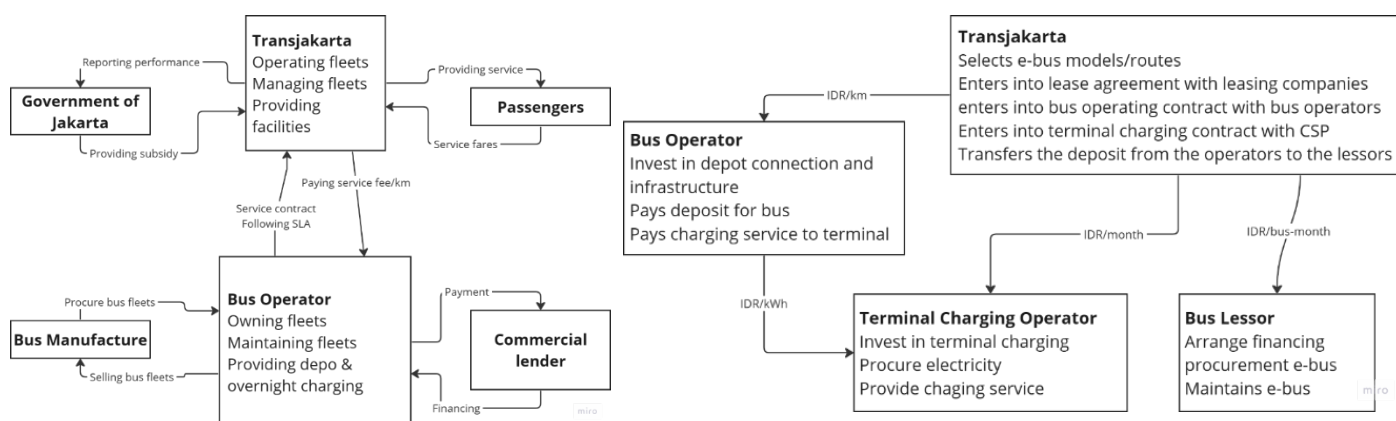 Transjakarta
Operating fleets
Managing fleets
Providing
facilities
Reporting performance
Government of
Jakarta
Providing subsidy
Providing service
Passengers
Service fares
Paying service fee/km
Service contract
Following SLA
Bus Operator
Owning fleets
Maintaining fleets
Providing depo &
overnight charging
Procure bus fleets
Bus Manufacture
Selling bus fleets
Payment
Commercial
lender
Financing
miro
Transjakarta
Selects e-bus models/routes
Enters into lease agreement with leasing companies
enters into bus operating contract with bus operators
Enters into terminal charging contract with CSP
Transfers the deposit from the operators to the lessors
IDR/km
Bus Operator
Invest in depot connection and
infrastructure
Pays deposit for bus
Pays charging service to terminal
IDR/month
IDR/bus-month
IDR/kWh
Terminal Charging Operator
Invest in terminal charging
Procure electricity
Provide chaging service
Bus Lessor
Arrange financing
procurement e-bus
Maintains e-bus
miro